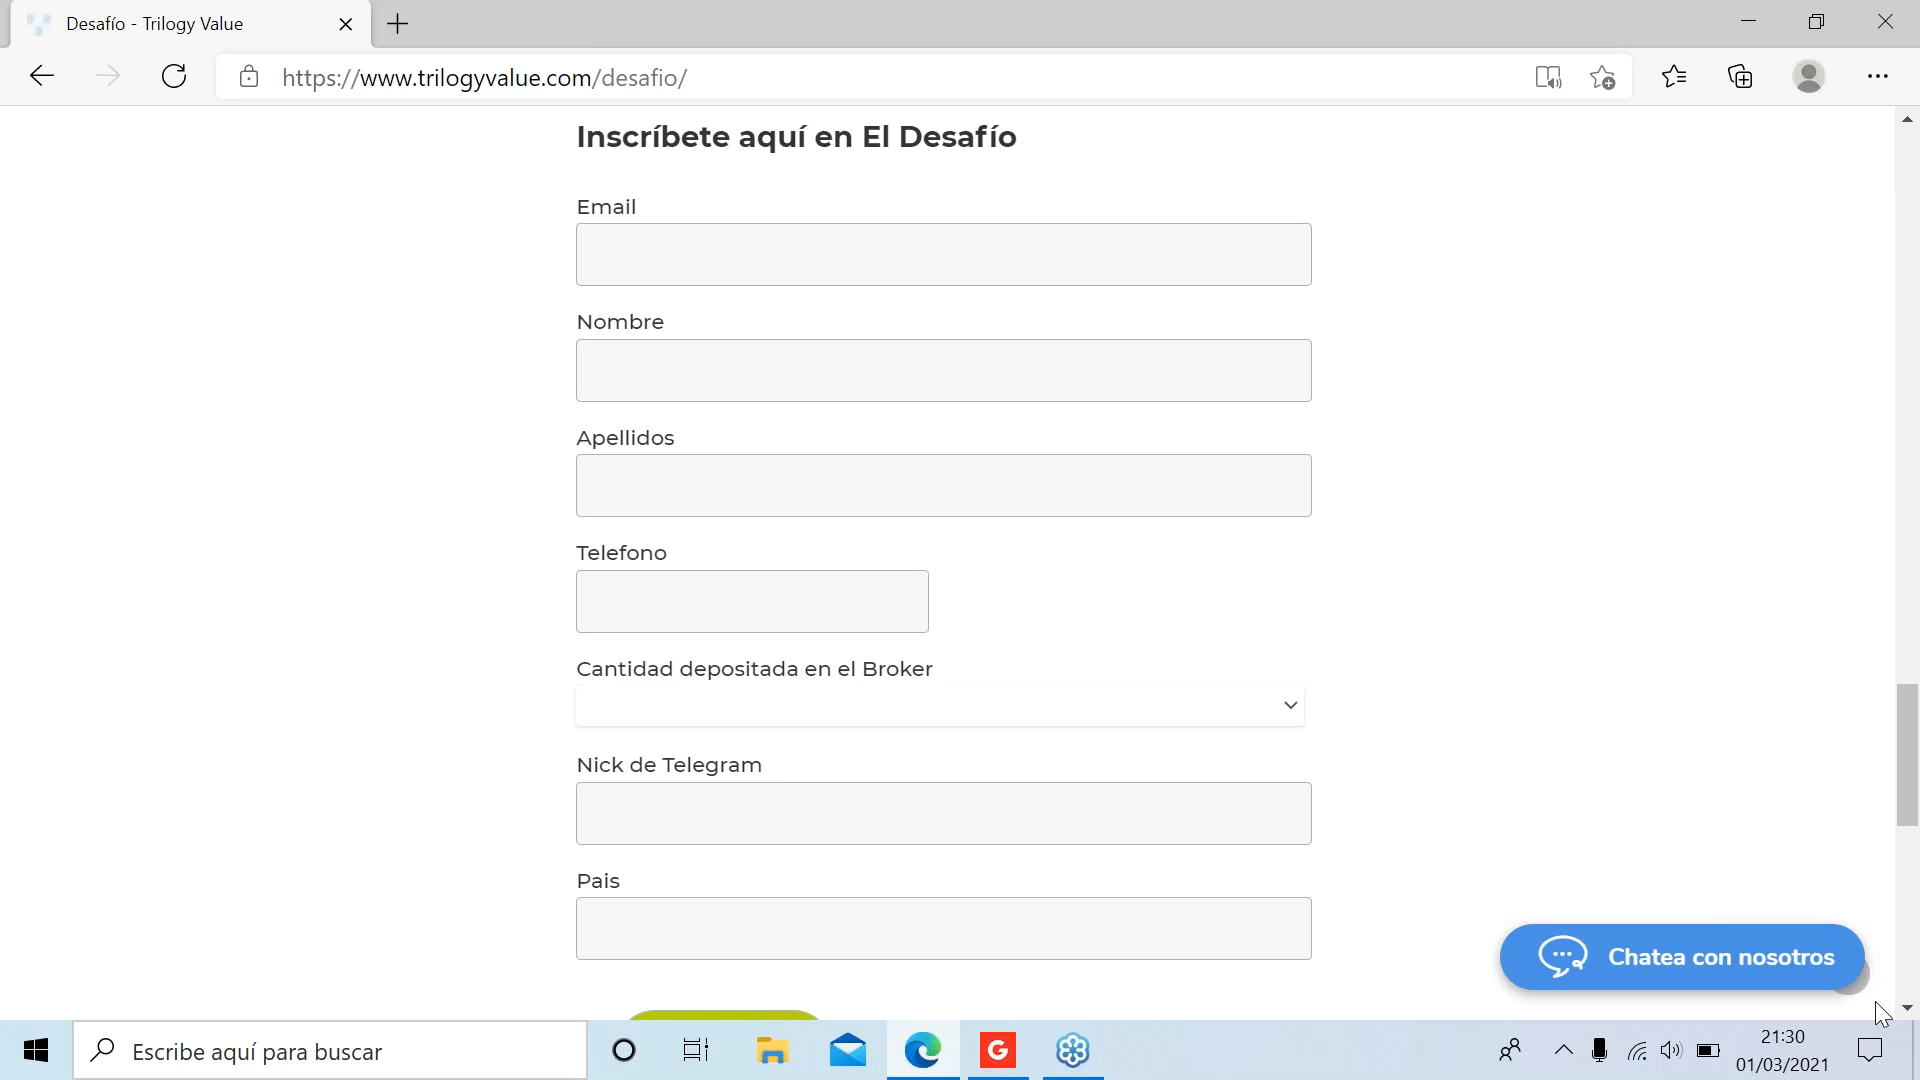 Desafío - Trilogy Value
https://www.trilogyvalue.com/desafio/
Inscríbete aquí en El Desafío
Email
Nombre
Apellidos
Telefono
Cantidad depositada en el Broker
Nick de Telegram
Pais
Chatea con nosotros
Escribe aquí para buscar
G
21:30
01/03/2021